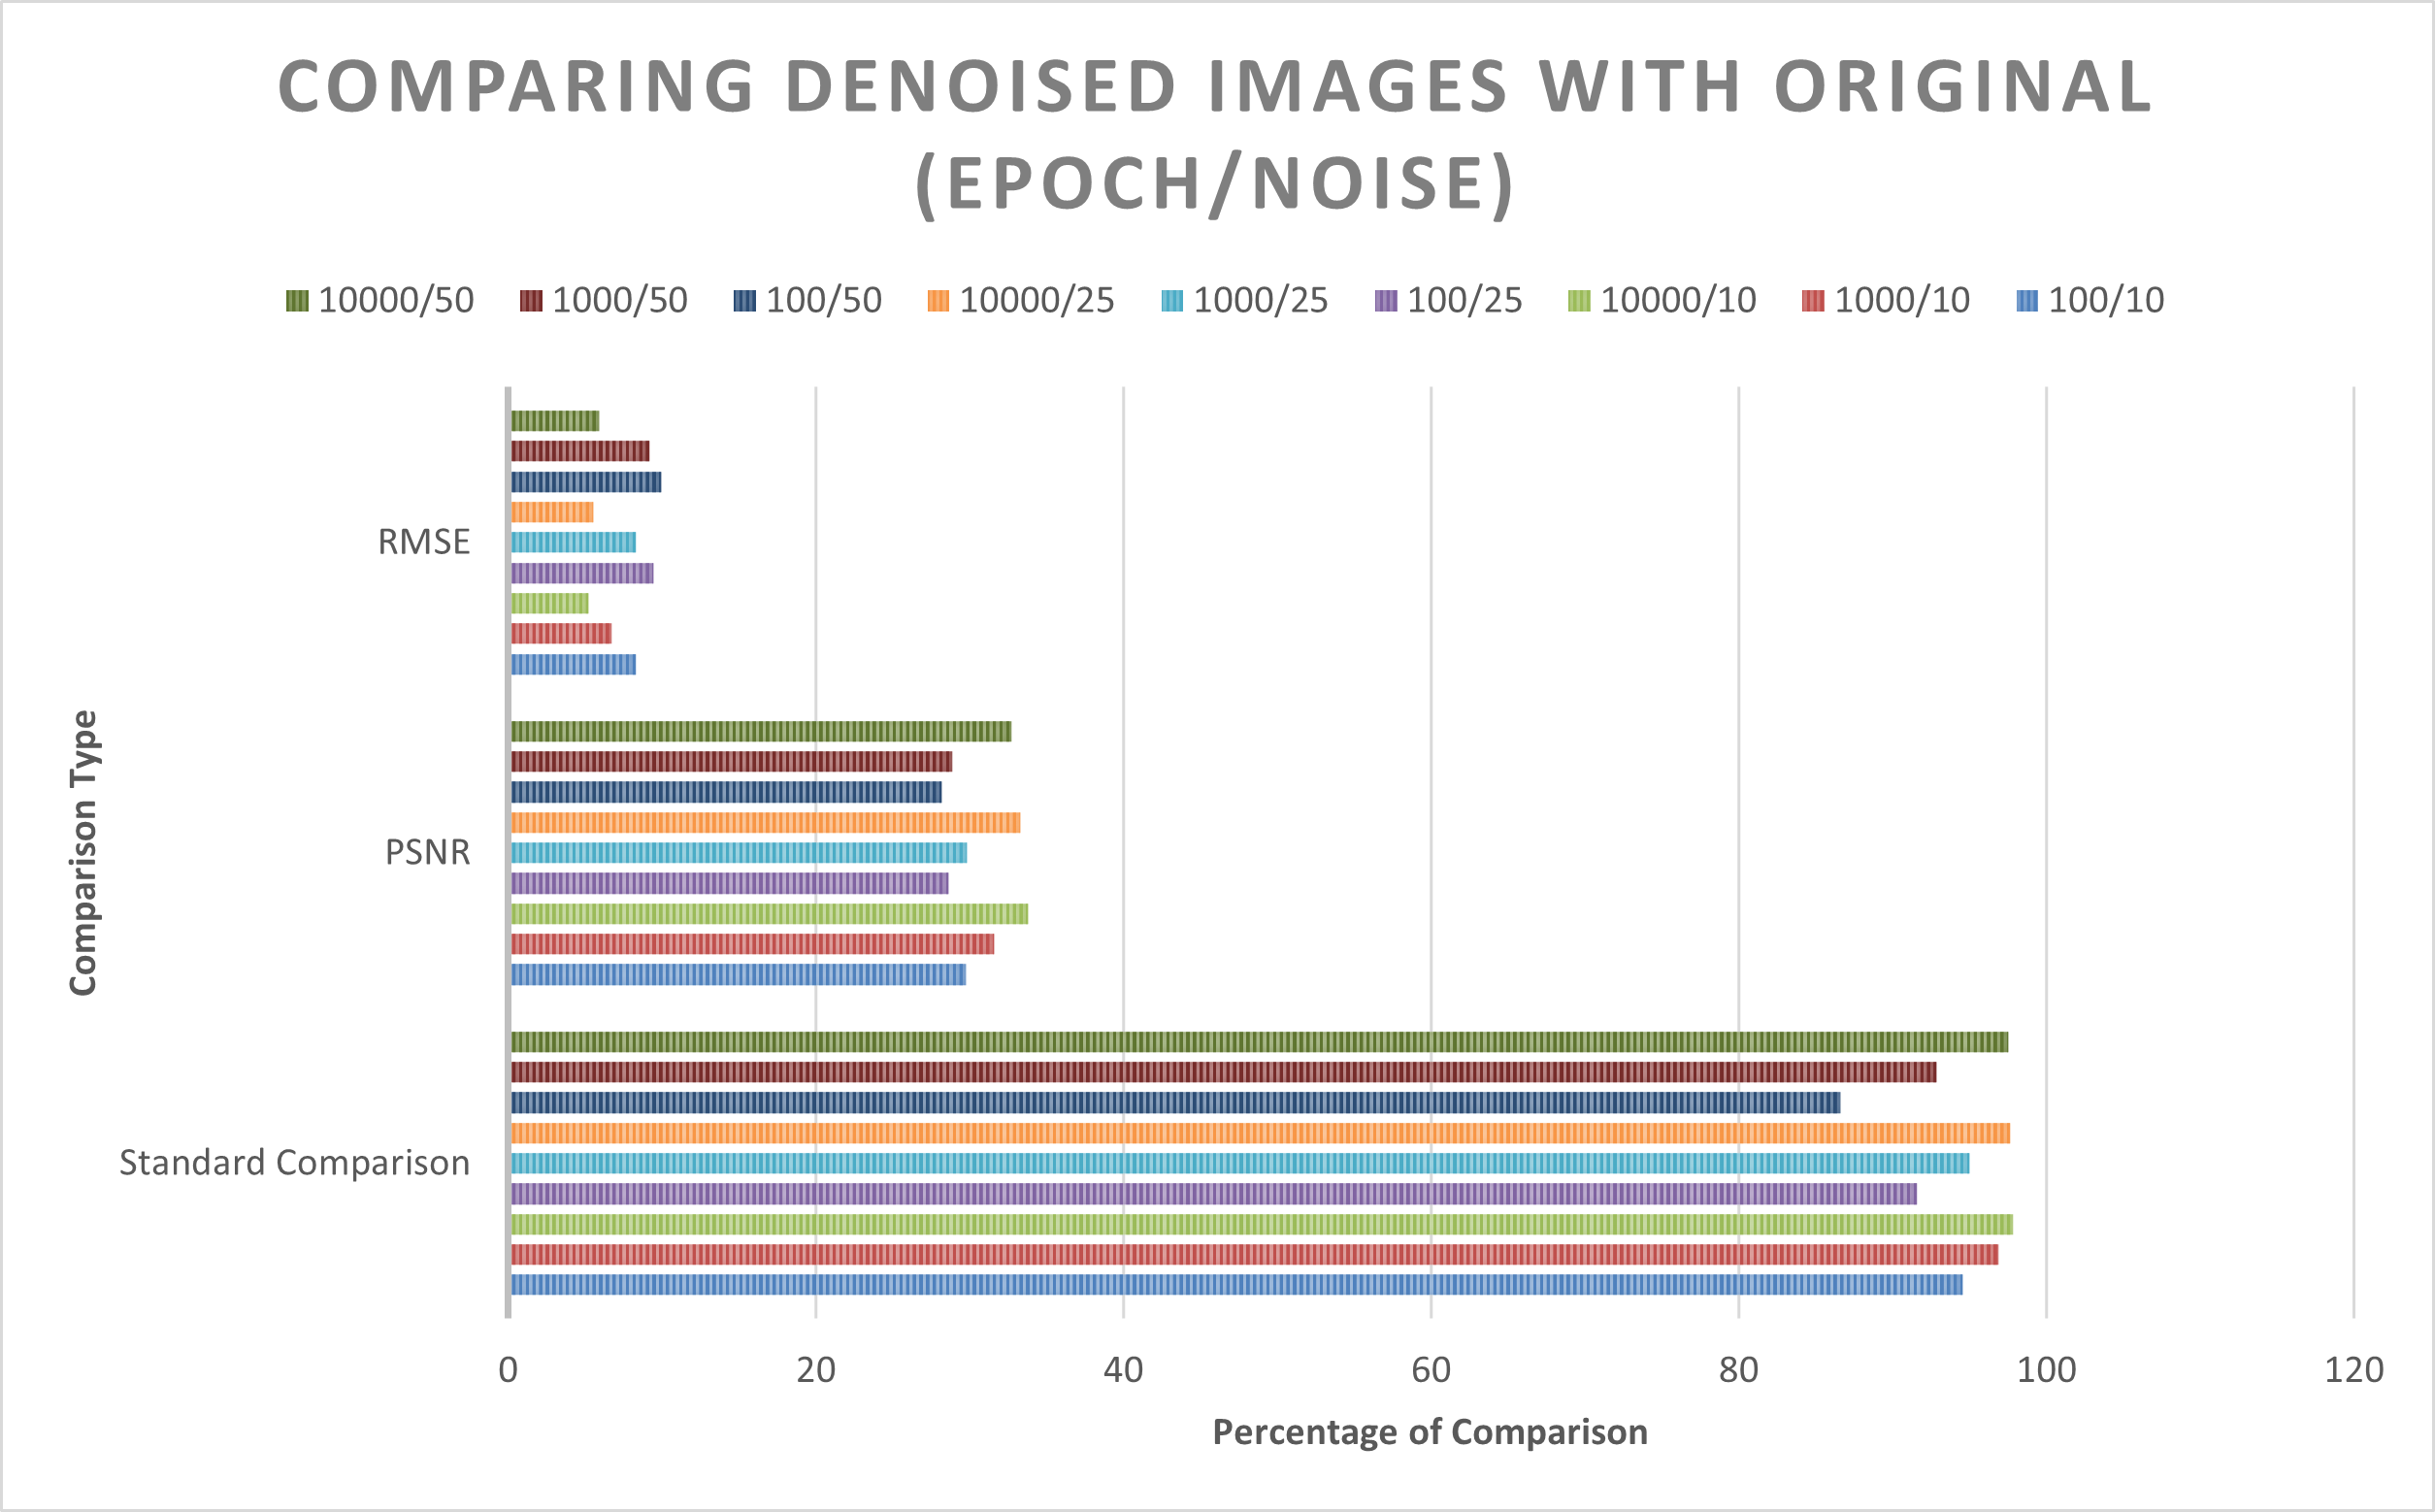 COMPARING DENOISED IMAGES WITH ORIGINAL
(EPOCH/NOISE)
10000/50 1000/50 100/50 10000/25 1000/25 100/25 10000/10 1000/10 100/10
RMSE
PSNR
Standard Comparison
Comparison Type
0 20 40 60 80 100 120
Percentage of Comparison